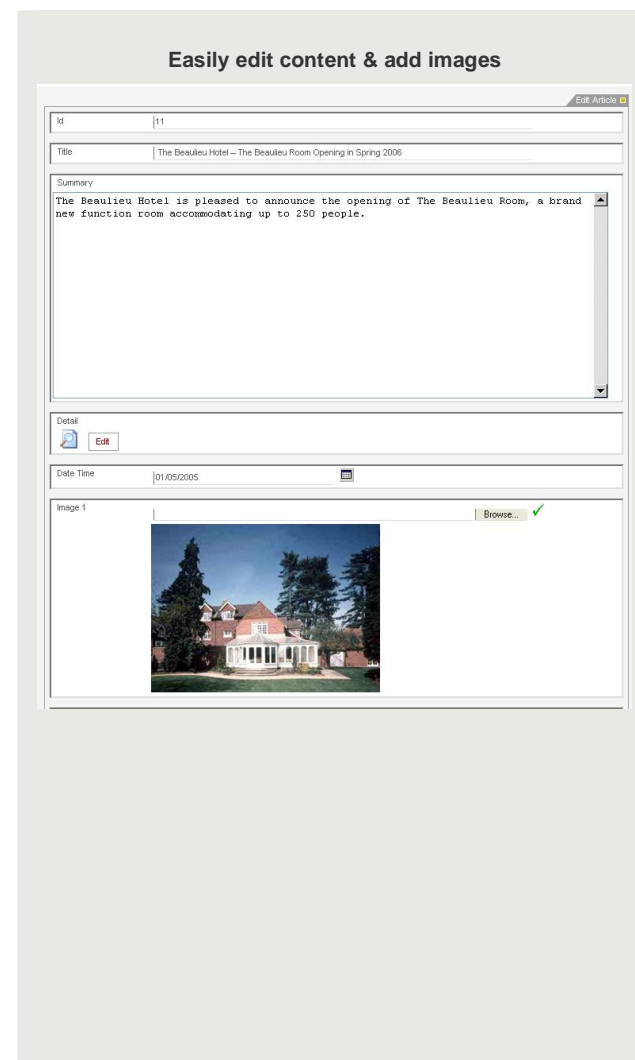 Easily edit content & add images
Edit Article
Id 11
Title The Beaulieu Hotel – The Beaulieu Room Opening in Spring 2006
Summary
The Beaulieu Hotel is pleased to announce the opening of The Beaulieu Room, a brand
new function room accommodating up to 250 people.
Detail
Edit
Date Time 01/05/2005
Image 1 Browse...